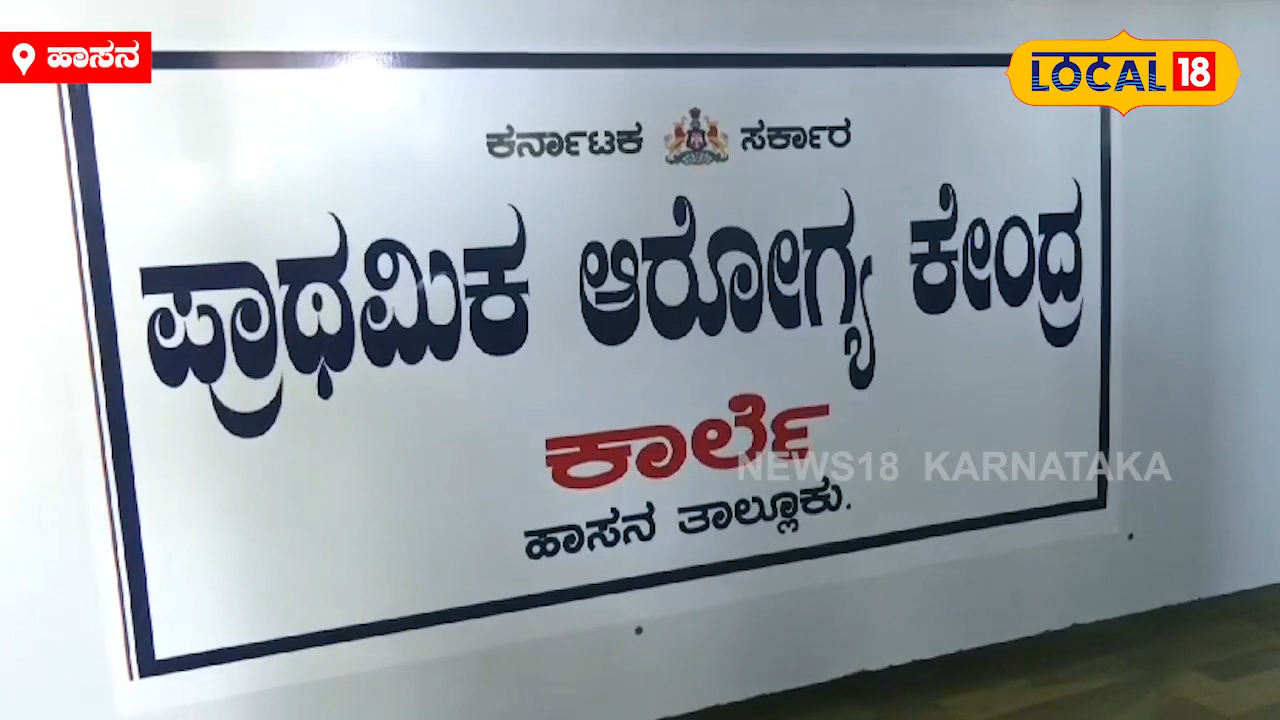 ಹಾಸನ
LOCAL 18
ಕರ್ನಾಟಕ ಸರ್ಕಾರ
ಪ್ರಾಥಮಿಕ ಆರೋಗ್ಯ ಕೇಂದ್ರ
ಕಾರ್ಲೆ
NEWS18 KARNATAKA
ಹಾಸನ ತಾಲ್ಲೂಕು.